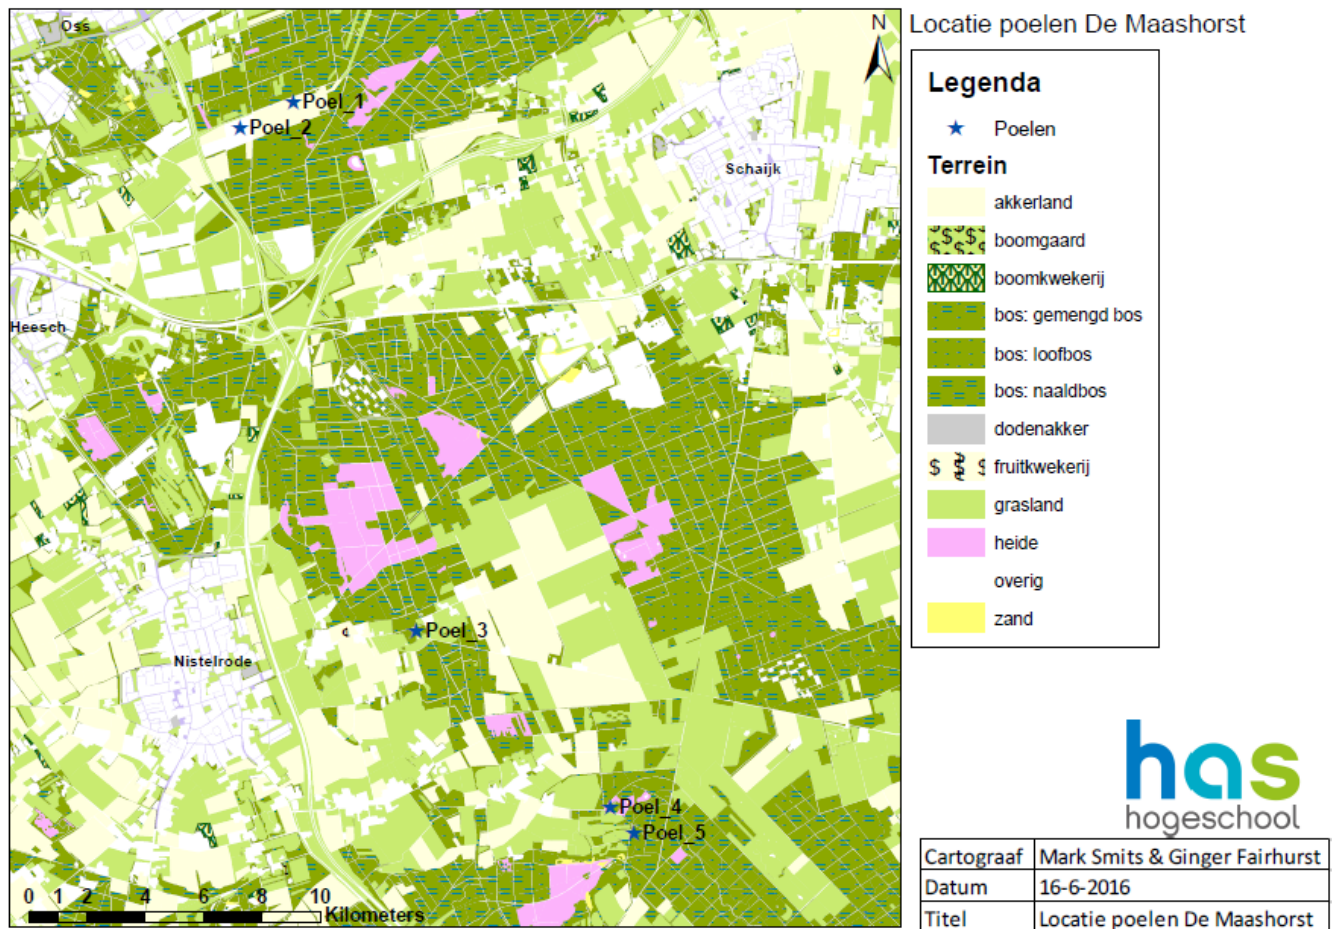 Locatie poelen De Maashorst
Oss
N
Poel_1
Poel_2
Schaijk
Heesch
Poel_3
Nistelrode
Poel_4
Poel_5
0 1 2 4 6 8 10
Kilometers
Legenda
Poelen
Terrein
akkerland
boomgaard
boomkwekerij
bos: gemengd bos
bos: loofbos
bos: naaldbos
dodenakker
fruitkwekerij
grasland
heide
overig
zand
has
hogeschool
Cartograaf Mark Smits & Ginger Fairhurst
Datum 16-6-2016
Titel Locatie poelen De Maashorst